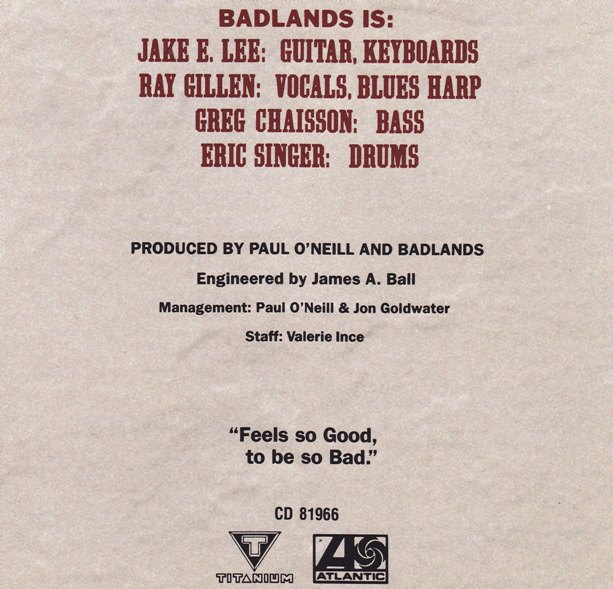 BADLANDS IS:
JAKE E. LEE: GUITAR, KEYBOARDS
RAY GILLEN: VOCALS, BLUES HARP
GREG CHAISSON: BASS
ERIC SINGER: DRUMS
PRODUCED BY PAUL O'NEILL AND BADLANDS
Engineered by James A. Ball
Management: Paul O'Neill & Jon Goldwater
Staff: Valerie Ince
“Feels so Good,
to be so Bad.”
CD 81966
T
TITANIUM
A
ATLANTIC